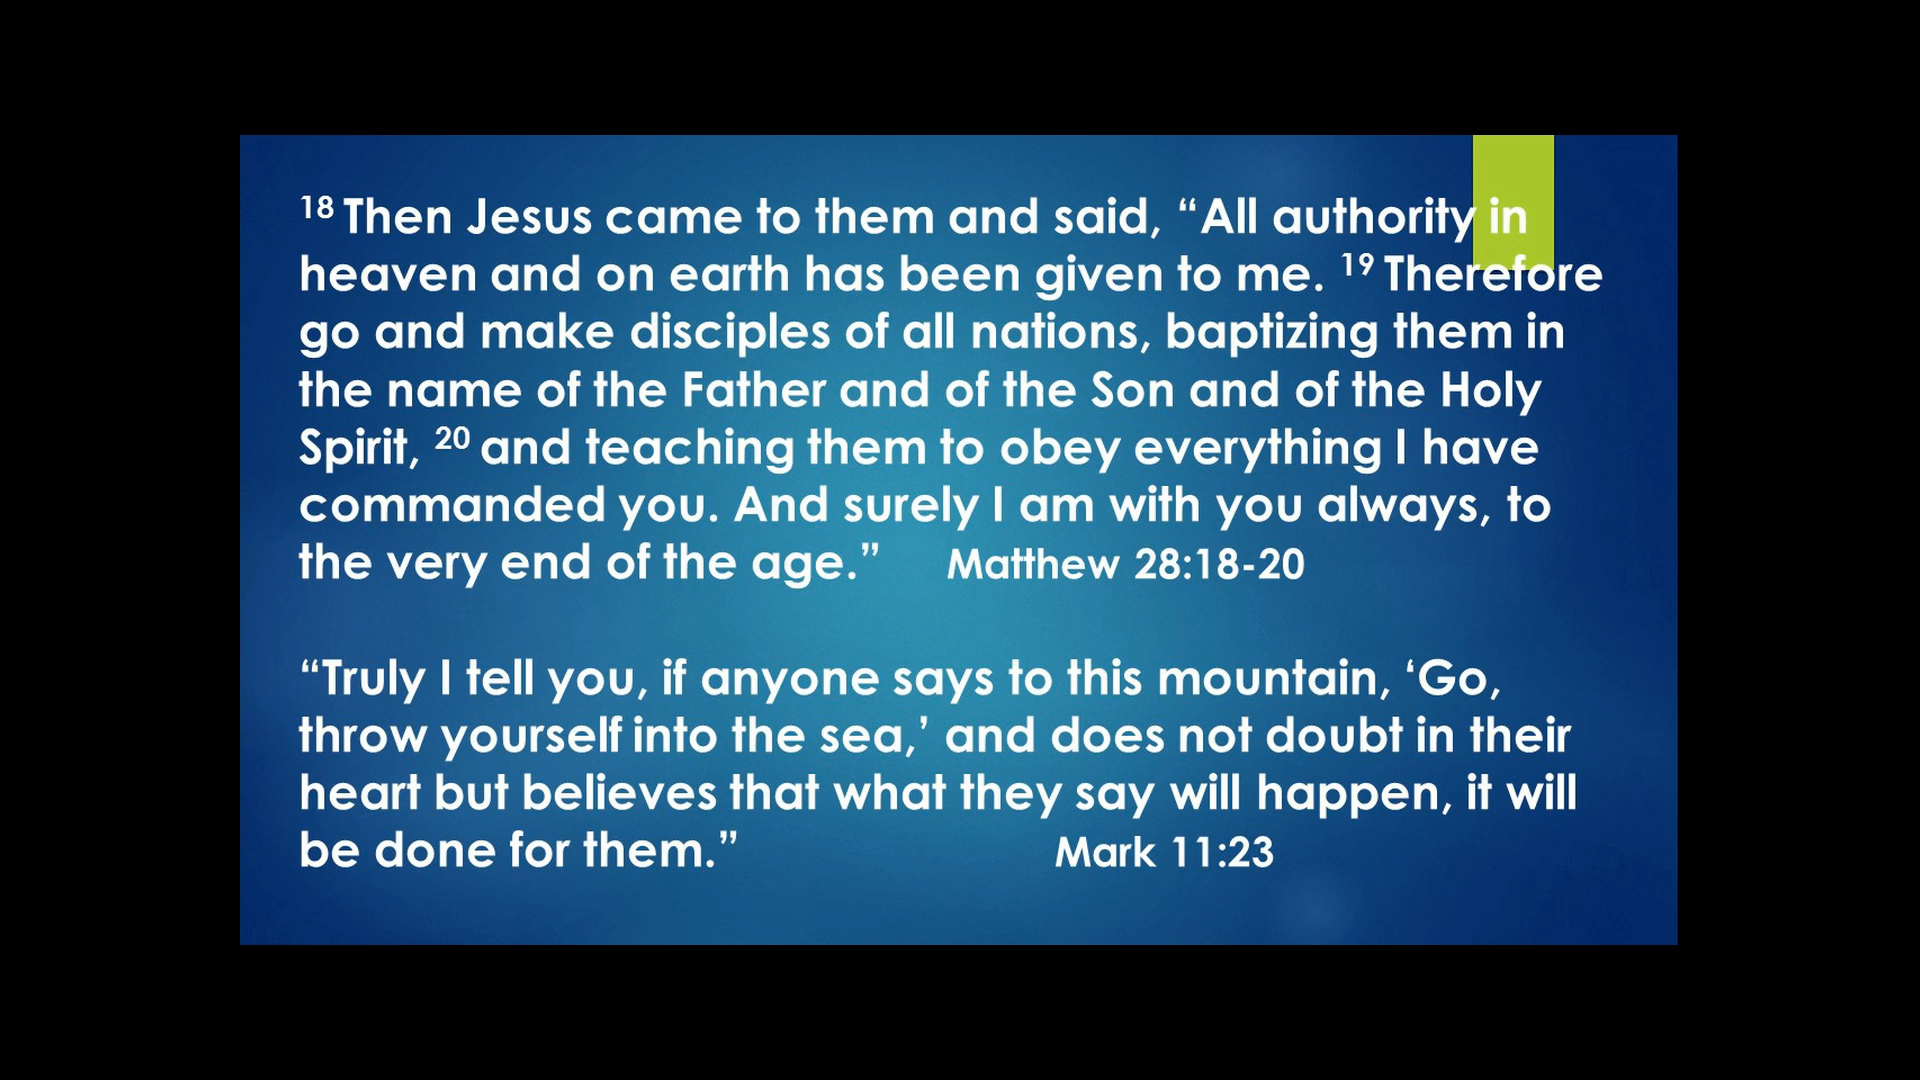 18 Then Jesus came to them and said, “All authority in
heaven and on earth has been given to me. 19 Therefore
go and make disciples of all nations, baptizing them in
the name of the Father and of the Son and of the Holy
Spirit, 20 and teaching them to obey everything I have
commanded you. And surely I am with you always, to
the very end of the age.” Matthew 28:18-20
“Truly I tell you, if anyone says to this mountain, ‘Go,
throw yourself into the sea,’ and does not doubt in their
heart but believes that what they say will happen, it will
be done for them.” Mark 11:23